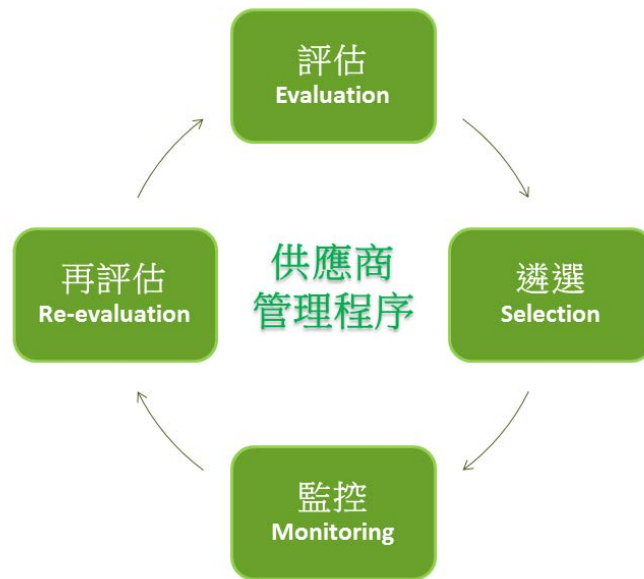 評估
Evaluation
再評估
Re-evaluation
供應商
管理程序
遴選
Selection
監控
Monitoring